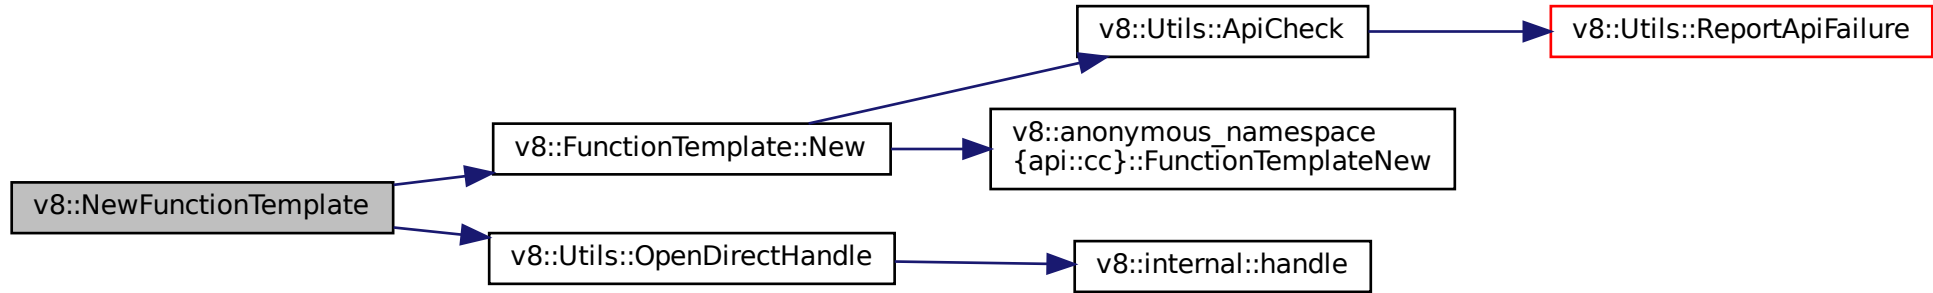 v8::NewFunctionTemplate
v8::FunctionTemplate::New
v8::Utils::ApiCheck
v8::Utils::ReportApiFailure
v8::anonymous_namespace
{api::cc}::FunctionTemplateNew
v8::Utils::OpenDirectHandle
v8::internal::handle